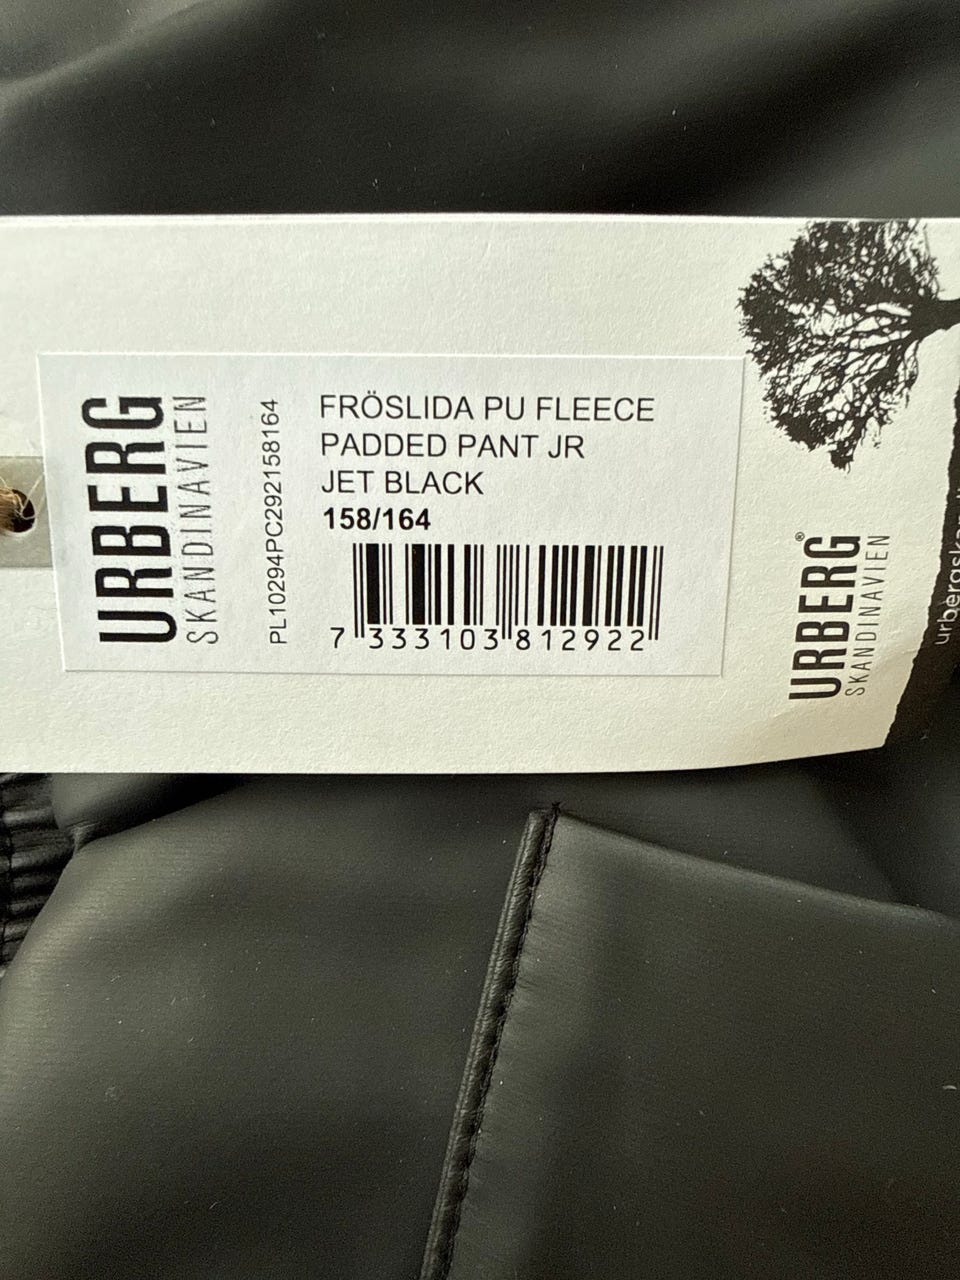 URBERG
SKANDINAVIEN
PL10294PC292158164
FRÖSLIDA PU FLEECE
PADDED PANT JR
JET BLACK
158/164
7 333103 812922
URBERG®
SKANDINAVIEN